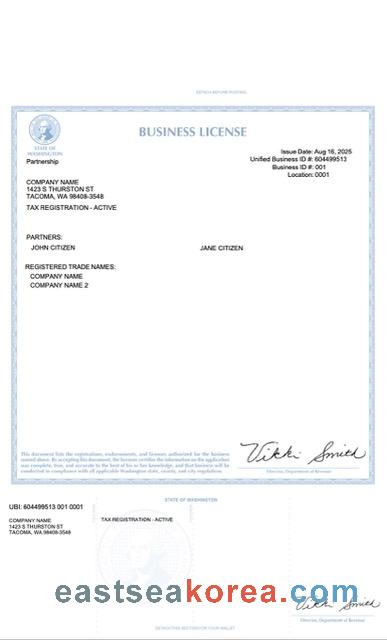 DETACH BEFORE POSTING
BUSINESS LICENSE
STATE OF
WASHINGTON
Partnership
Issue Date: Aug 16, 2025
Unified Business ID #: 604499513
Business ID #: 001
Location: 0001
COMPANY NAME
1423 S THURSTON ST
TACOMA, WA 98408-3548
TAX REGISTRATION - ACTIVE
PARTNERS:
JOHN CITIZEN
JANE CITIZEN
REGISTERED TRADE NAMES:
COMPANY NAME
COMPANY NAME 2
This document lists the registrations, endorsements, and licenses authorized for the business
named above. By accepting this document, the licensee certifies the information on the application
was complete, true, and accurate to the best of his or her knowledge, and that business will be
conducted in compliance with all applicable Washington state, county, and city regulations.
Vikki Smith
Director, Department of Revenue
STATE OF WASHINGTON
UBI: 604499513 001 0001
COMPANY NAME
1423 S THURSTON ST
TACOMA, WA 98408-3548
TAX REGISTRATION - ACTIVE
eastseakorea.com
Vikki Smith
Director, Department of Revenue
DETACH THIS SECTION FOR YOUR WALLET